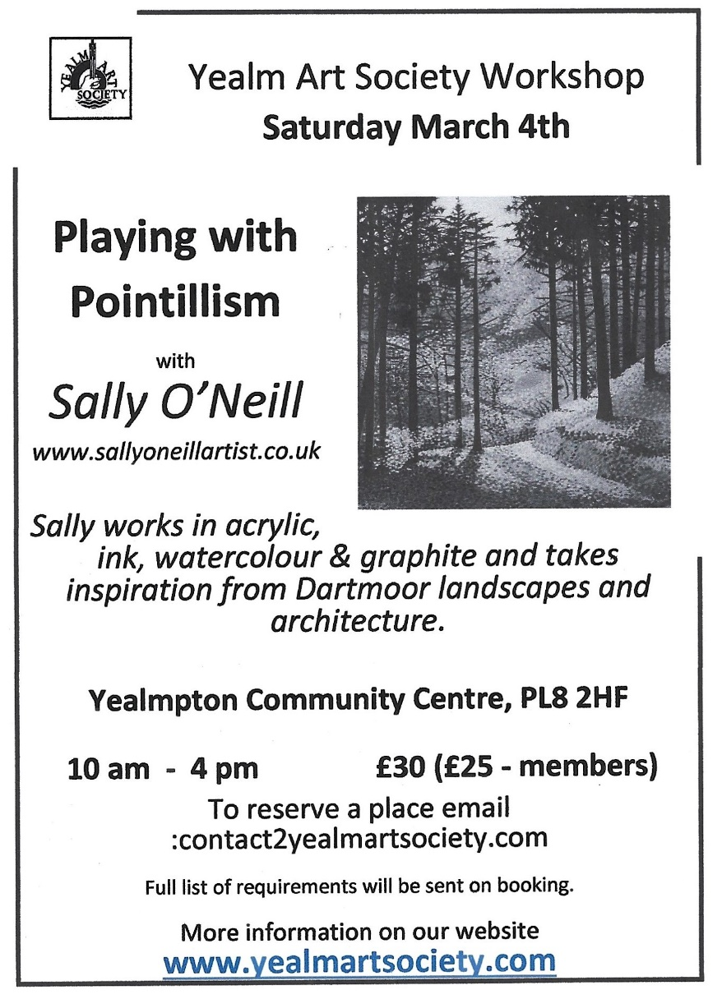 YEALM ART
SOCIETY
Yealm Art Society Workshop
Saturday March 4th
Playing with
Pointillism
with
Sally O'Neill
www.sallyoneillartist.co.uk
Sally works in acrylic,
ink, watercolour & graphite and takes
inspiration from Dartmoor landscapes and
architecture.
Yealmpton Community Centre, PL8 2HF
10 am - 4 pm £30 (£25 - members)
To reserve a place email
:contact2yealmartsociety.com
Full list of requirements will be sent on booking.
More information on our website
www.yealmartsociety.com